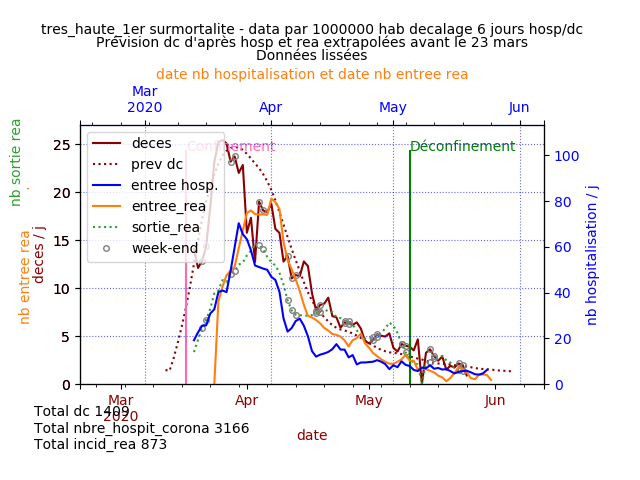 tres_haute_1er surmortalite - data par 1000000 hab decalage 6 jours hosp/dc
Prévision dc d'après hosp et rea extrapolées avant le 23 mars
Données lissées
date nb hospitalisation et date nb entree rea
Mar
2020
Apr
May
Jun
nb sortie rea
.
nb entree rea
deces / j
25
20
15
10
5
0
deces
prev dc
entree hosp.
entree_rea
sortie_rea
week-end
Confinement
Déconfinement
100
80
60
40
20
0
nb hospitalisation / j
Mar
2020
Apr
May
Jun
date
Total dc 1409
Total nbre_hospit_corona 3166
Total incid_rea 873